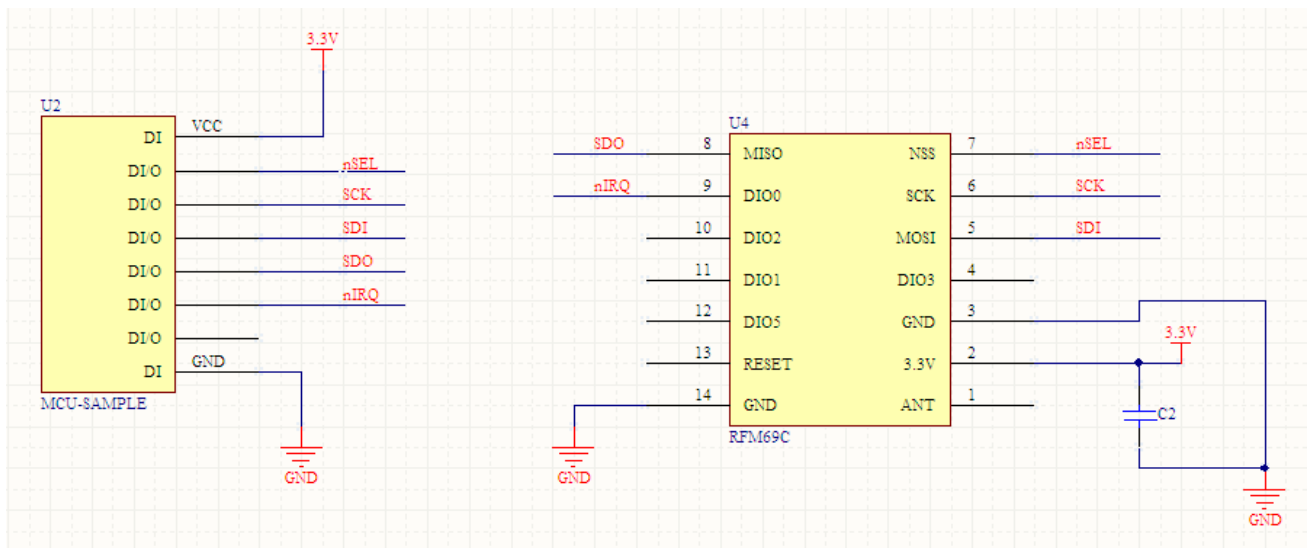 3.3V
U2
VCC
DI
DI/O nSEL
DI/O SCK
DI/O SDI
DI/O SDO
DI/O nIRQ
DI/O
DI GND
MCU-SAMPLE
GND
U4
SDO 8 MISO NSS 7 nSEL
nIRQ 9 DIO0 SCK 6 SCK
10 DIO2 MOSI 5 SDI
11 DIO1 DIO3 4
12 DIO5 GND 3
13 RESET 3.3V 2 3.3V
14 GND ANT 1
RFM69C
C2
GND
GND